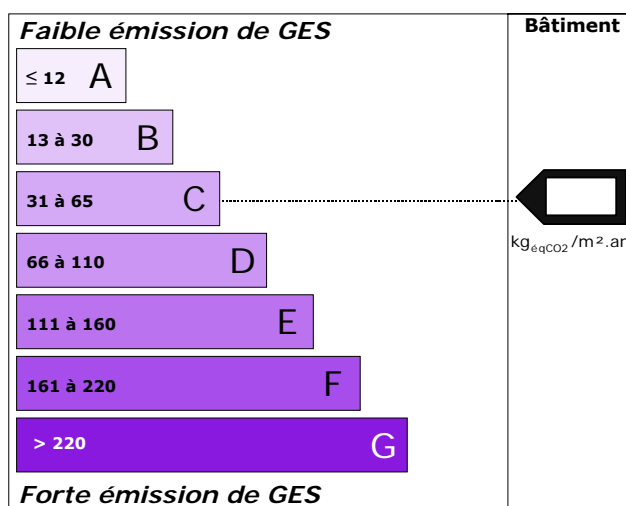 Faible émission de GES
Bâtiment
≤ 12 A
13 à 30 B
31 à 65 C
kgéqCO2/m².an
66 à 110 D
111 à 160 E
161 à 220 F
> 220 G
Forte émission de GES